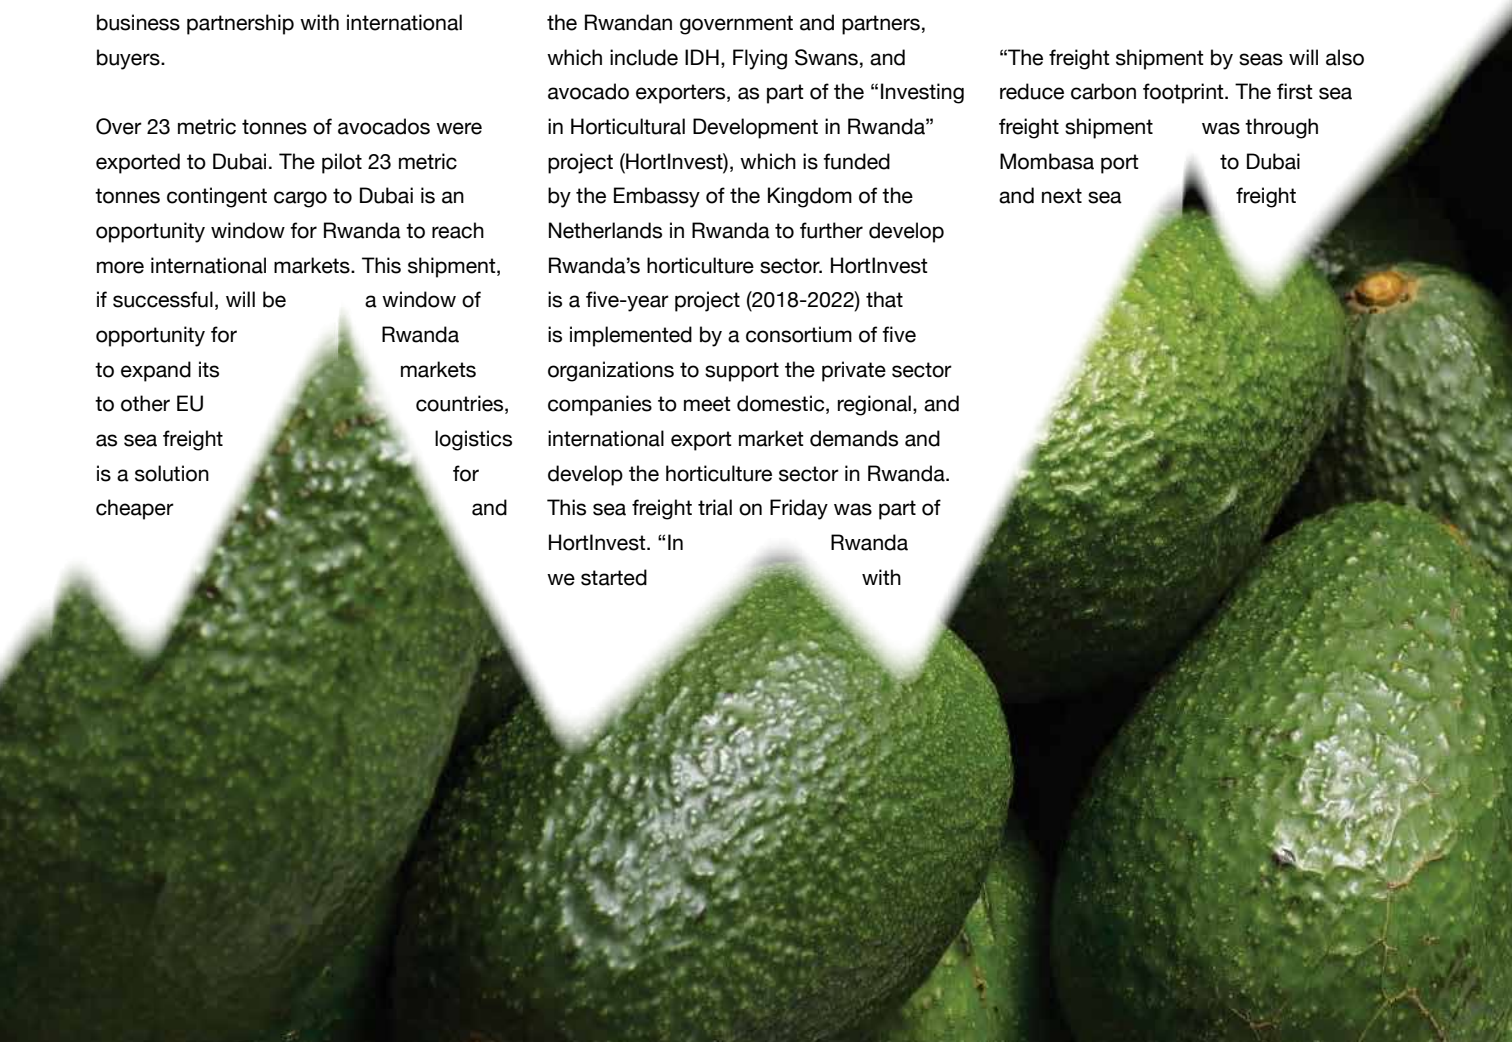 business partnership with international
buyers.
Over 23 metric tonnes of avocados were
exported to Dubai. The pilot 23 metric
tonnes contingent cargo to Dubai is an
opportunity window for Rwanda to reach
more international markets. This shipment,
if successful, will be a window of
opportunity for Rwanda
to expand its markets
to other EU countries,
as sea freight logistics
is a solution for
cheaper and
the Rwandan government and partners,
which include IDH, Flying Swans, and
avocado exporters, as part of the “Investing
in Horticultural Development in Rwanda”
project (HortInvest), which is funded
by the Embassy of the Kingdom of the
Netherlands in Rwanda to further develop
Rwanda’s horticulture sector. HortInvest
is a five-year project (2018-2022) that
is implemented by a consortium of five
organizations to support the private sector
companies to meet domestic, regional, and
international export market demands and
develop the horticulture sector in Rwanda.
This sea freight trial on Friday was part of
HortInvest. “In Rwanda
we started with
“The freight shipment by seas will also
reduce carbon footprint. The first sea
freight shipment was through
Mombasa port to Dubai
and next sea freight